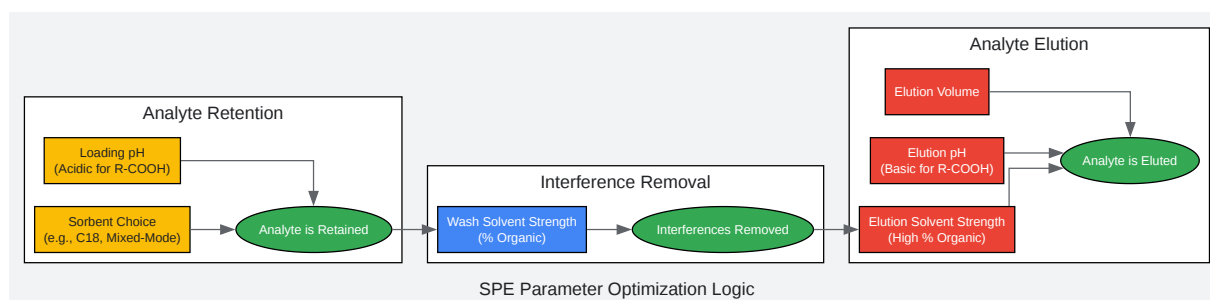 Analyte Retention
Loading pH
(Acidic for R-COOH)
Sorbent Choice
(e.g., C18, Mixed-Mode)
Analyte is Retained
Interference Removal
Wash Solvent Strength
(% Organic)
Interferences Removed
Analyte Elution
Elution Volume
Elution pH
(Basic for R-COOH)
Elution Solvent Strength
(High % Organic)
Analyte is Eluted
SPE Parameter Optimization Logic